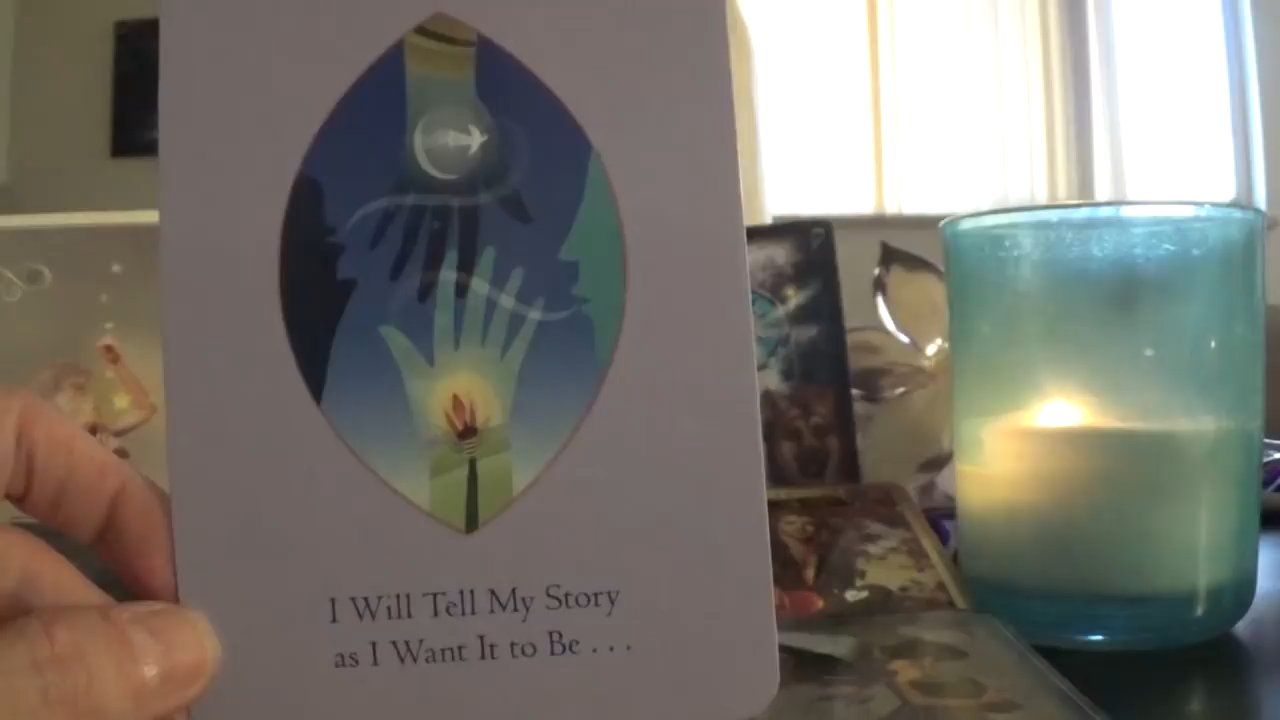 I Will Tell My Story
as I Want It to Be . . .